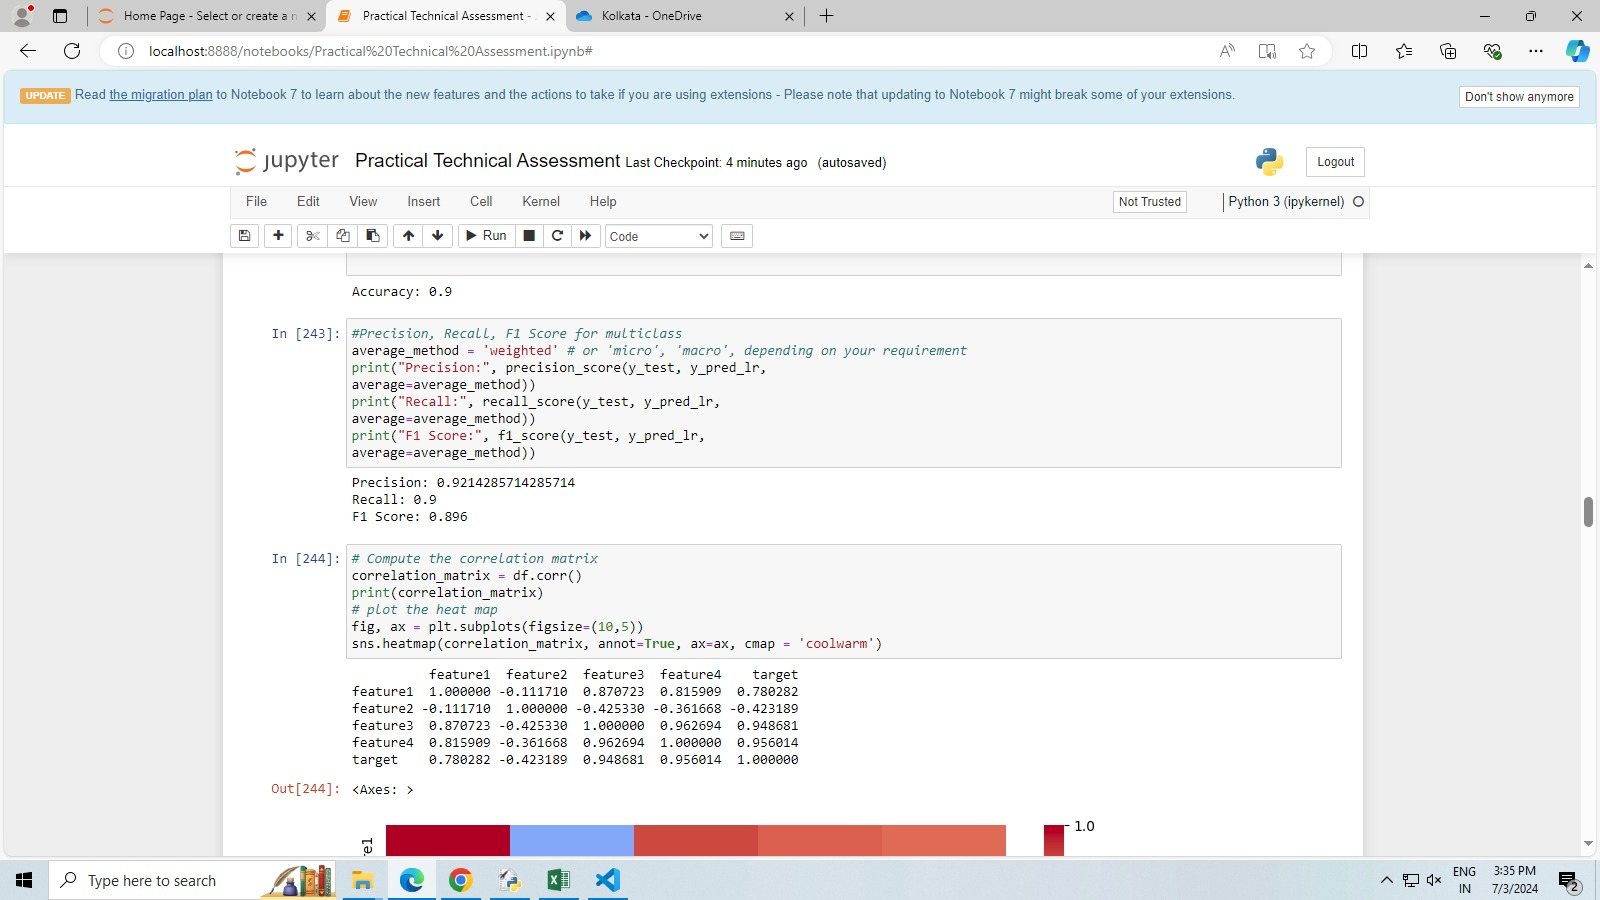 Home Page - Select or create a n
Practical Technical Assessment -
Kolkata - OneDrive
localhost:8888/notebooks/Practical%20Technical%20Assessment.ipynb#
UPDATE Read the migration plan to Notebook 7 to learn about the new features and the actions to take if you are using extensions - Please note that updating to Notebook 7 might break some of your extensions.
Don't show anymore
jupyter Practical Technical Assessment Last Checkpoint: 4 minutes ago (autosaved)
Logout
File Edit View Insert Cell Kernel Help
Not Trusted
Python 3 (ipykernel)
Run
Code
Accuracy: 0.9
In [243]: #Precision, Recall, F1 Score for multiclass
average_method = 'weighted' # or 'micro', 'macro', depending on your requirement
print("Precision:", precision_score(y_test, y_pred_lr,
average=average_method))
print("Recall:", recall_score(y_test, y_pred_lr,
average=average_method))
print("F1 Score:", f1_score(y_test, y_pred_lr,
average=average_method))
Precision: 0.9214285714285714
Recall: 0.9
F1 Score: 0.896
In [244]: # Compute the correlation matrix
correlation_matrix = df.corr()
print(correlation_matrix)
# plot the heat map
fig, ax = plt.subplots(figsize=(10,5))
sns.heatmap(correlation_matrix, annot=True, ax=ax, cmap = 'coolwarm')
feature1 feature2 feature3 feature4 target
feature1 1.000000 -0.111710 0.870723 0.815909 0.780282
feature2 -0.111710 1.000000 -0.425330 -0.361668 -0.423189
feature3 0.870723 -0.425330 1.000000 0.962694 0.948681
feature4 0.815909 -0.361668 0.962694 1.000000 0.956014
target 0.780282 -0.423189 0.948681 0.956014 1.000000
Out[244]: <Axes: >
re1
1.0
Type here to search
ENG
IN
3:35 PM
7/3/2024
2